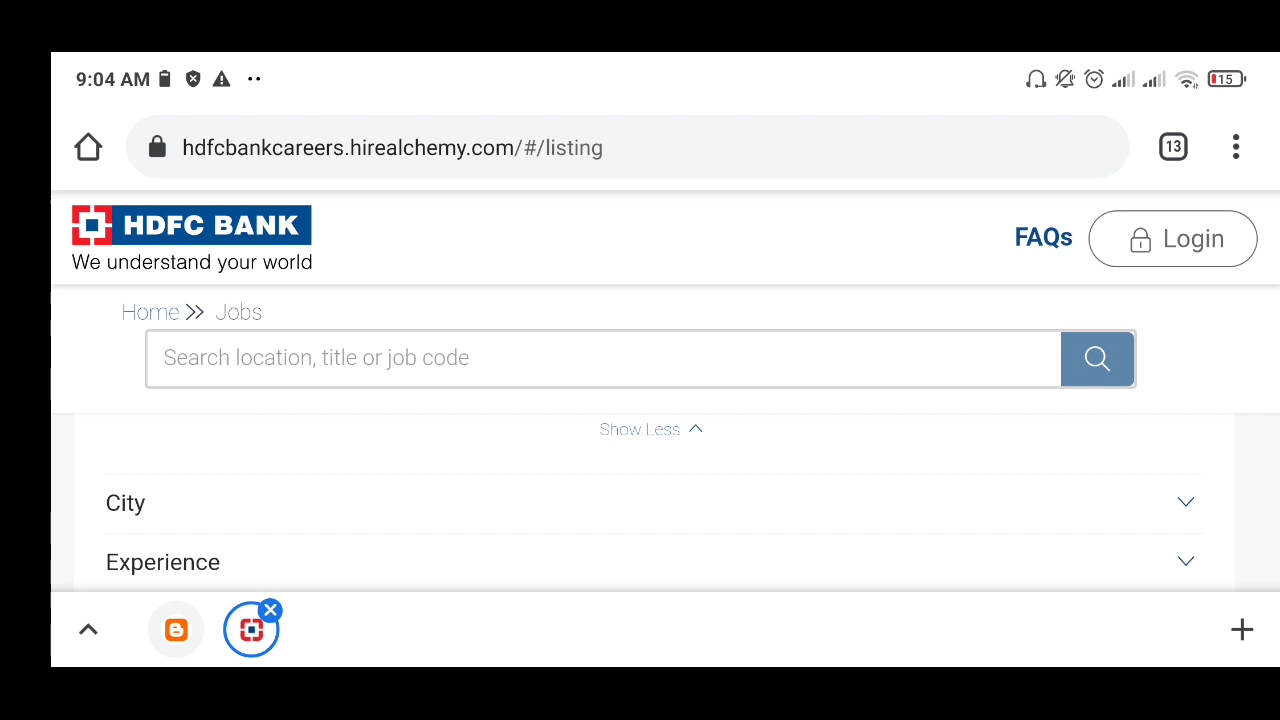 9:04 AM
15
hdfcbankcareers.hirealchemy.com/#/listing
13
HDFC BANK
We understand your world
FAQs
Login
Home Jobs
Search location, title or job code
Show Less
City
Experience